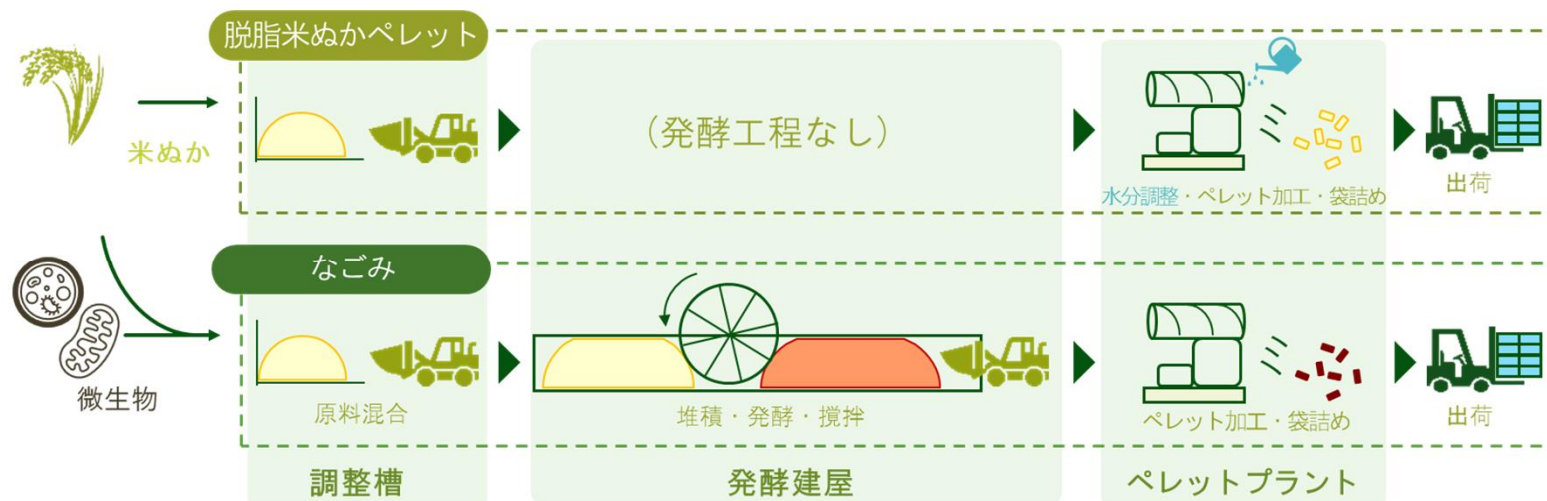 脱脂米ぬかペレット
米ぬか
（発酵工程なし）
水分調整・ペレット加工・袋詰め
出荷
なごみ
微生物
原料混合
堆積・発酵・撹拌
ペレット加工・袋詰め
出荷
調整槽
発酵建屋
ペレットプラント